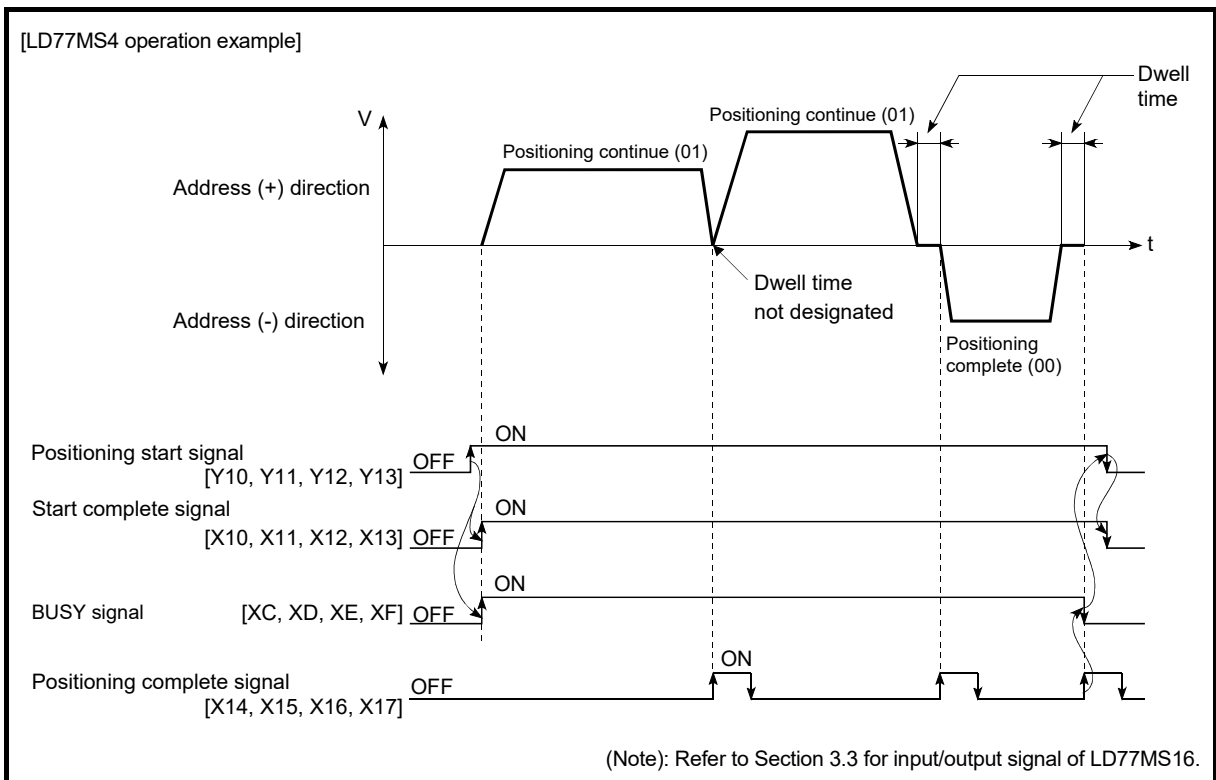 [LD77MS4 operation example]
Dwell
time
V
Positioning continue (01)
Positioning continue (01)
Address (+) direction
t
Dwell time
not designated
Address (-) direction
Positioning
complete (00)
ON
Positioning start signal
OFF
[Y10, Y11, Y12, Y13]
Start complete signal
ON
[X10, X11, X12, X13] OFF
ON
BUSY signal [XC, XD, XE, XF] OFF
ON
Positioning complete signal
OFF
[X14, X15, X16, X17]
(Note): Refer to Section 3.3 for input/output signal of LD77MS16.